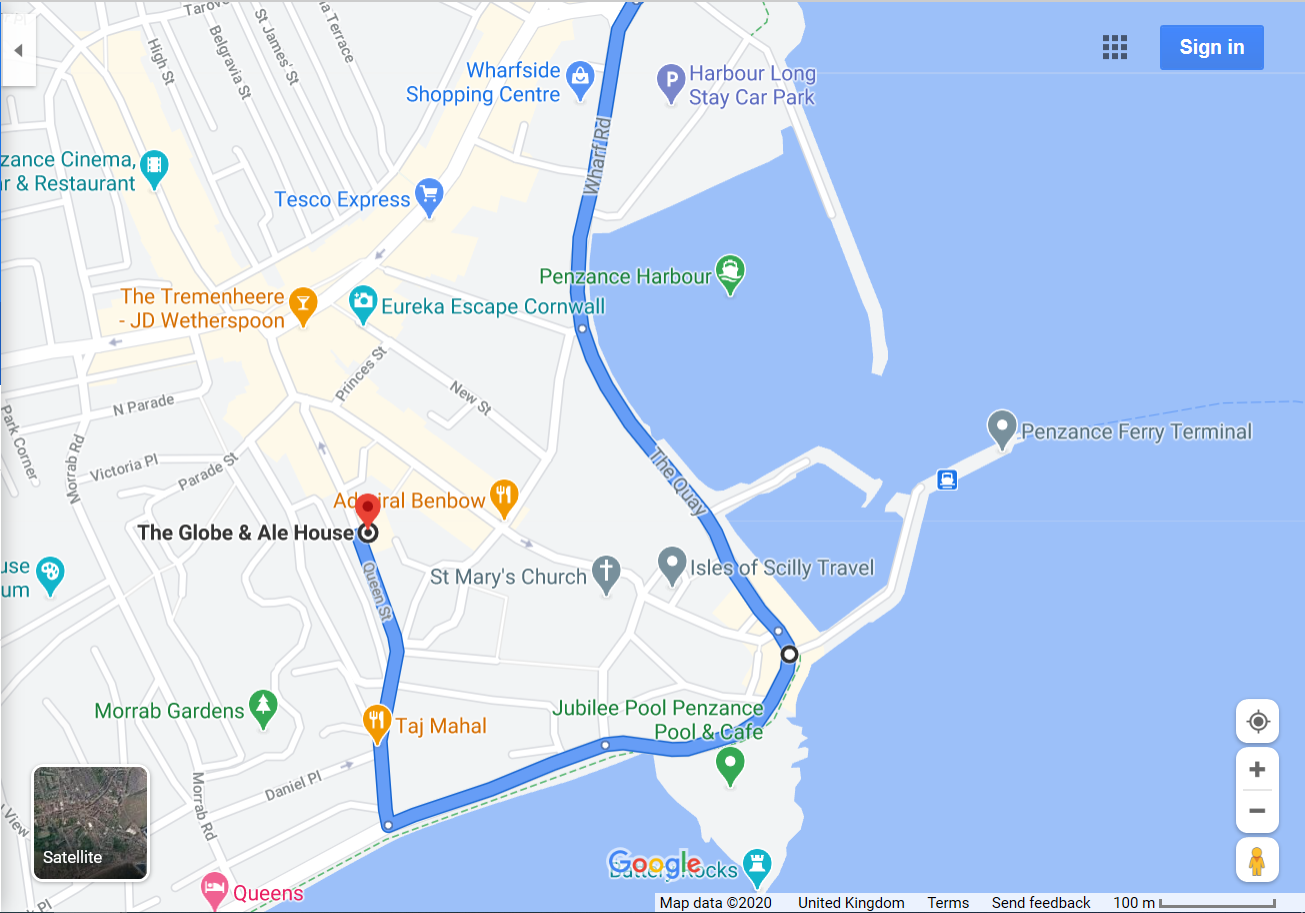 High St
Belgravia St
St James' St
Sign in
Wharfside
Shopping Centre
Harbour Long
Stay Car Park
P
Wharf Rd
zance Cinema,
r & Restaurant
Tesco Express
Penzance Harbour
The Tremenheere
- JD Wetherspoon
Eureka Escape Cornwall
Princes St
New St
N Parade
Park Corner
Morrab Rd
Victoria Pl
Parade St
Penzance Ferry Terminal
The Quay
Admiral Benbow
The Globe & Ale House
Queen St
St Mary's Church
Isles of Scilly Travel
use
um
Morrab Gardens
Taj Mahal
Jubilee Pool Penzance
Pool & Cafe
Daniel Pl
Morrab Rd
View
Satellite
Google
Rocks
Queens
Map data ©2020 United Kingdom Terms Send feedback 100 m